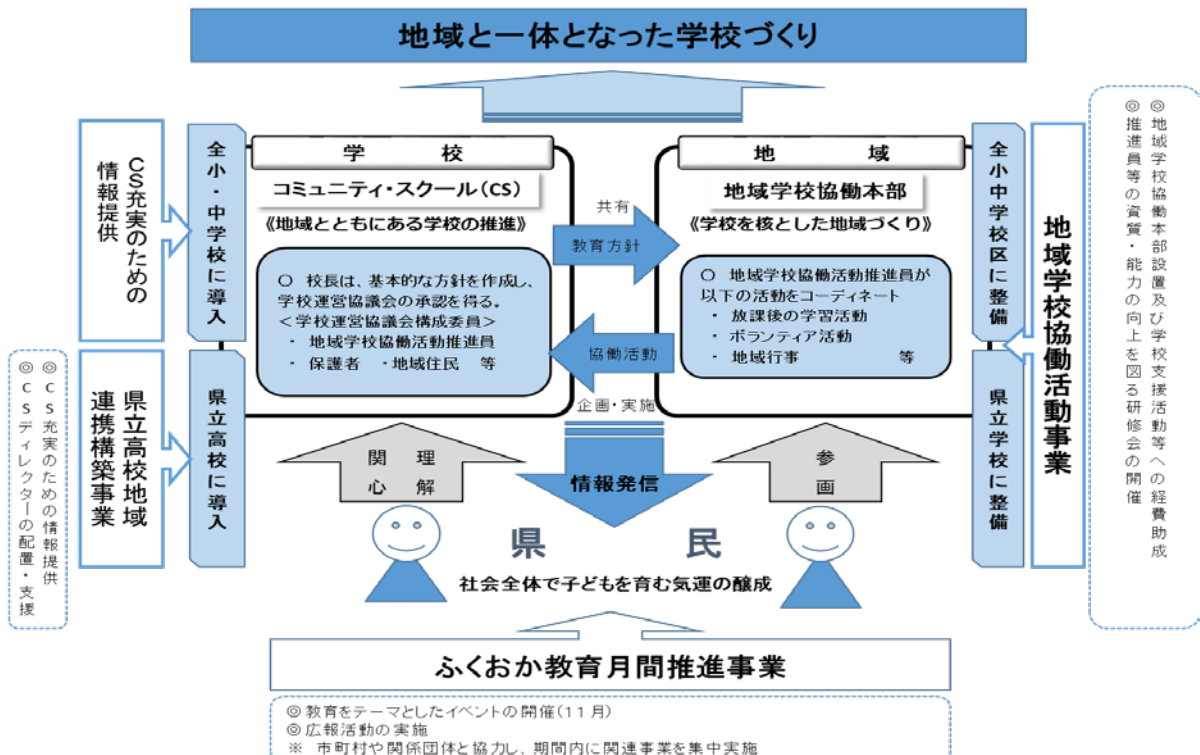 地域と一体となった学校づくり
CS充実のための
情報提供
全小・中学校に導入
学 校
コミュニティ・スクール(CS)
《地域とともにある学校の推進》
○ 校長は、基本的な方針を作成し、
学校運営協議会の承認を得る。
<学校運営協議会構成委員>
・ 地域学校協働活動推進員
・ 保護者 ・地域住民 等
共有
教育方針
協働活動
企画・実施
地 域
地域学校協働本部
《学校を核とした地域づくり》
○ 地域学校協働活動推進員が
以下の活動をコーディネート
・ 放課後の学習活動
・ ボランティア活動
・ 地域行事 等
全小中学校区に整備
地域学校協働活動事業
◎地域学校協働本部設置及び学校支援活動等への経費助成
◎推進員等の資質・能力の向上を図る研修会の開催
県立高校地域
連携構築事業
◎CS充実のための情報提供
◎CSディレクターの配置・支援
県立高校に導入
県立学校に整備
関心
理解
情報発信
参画
県 民
社会全体で子どもを育む気運の醸成
ふくおか教育月間推進事業
◎教育をテーマとしたイベントの開催(11月)
◎広報活動の実施
※ 市町村や関係団体と協力し、期間内に関連事業を集中実施